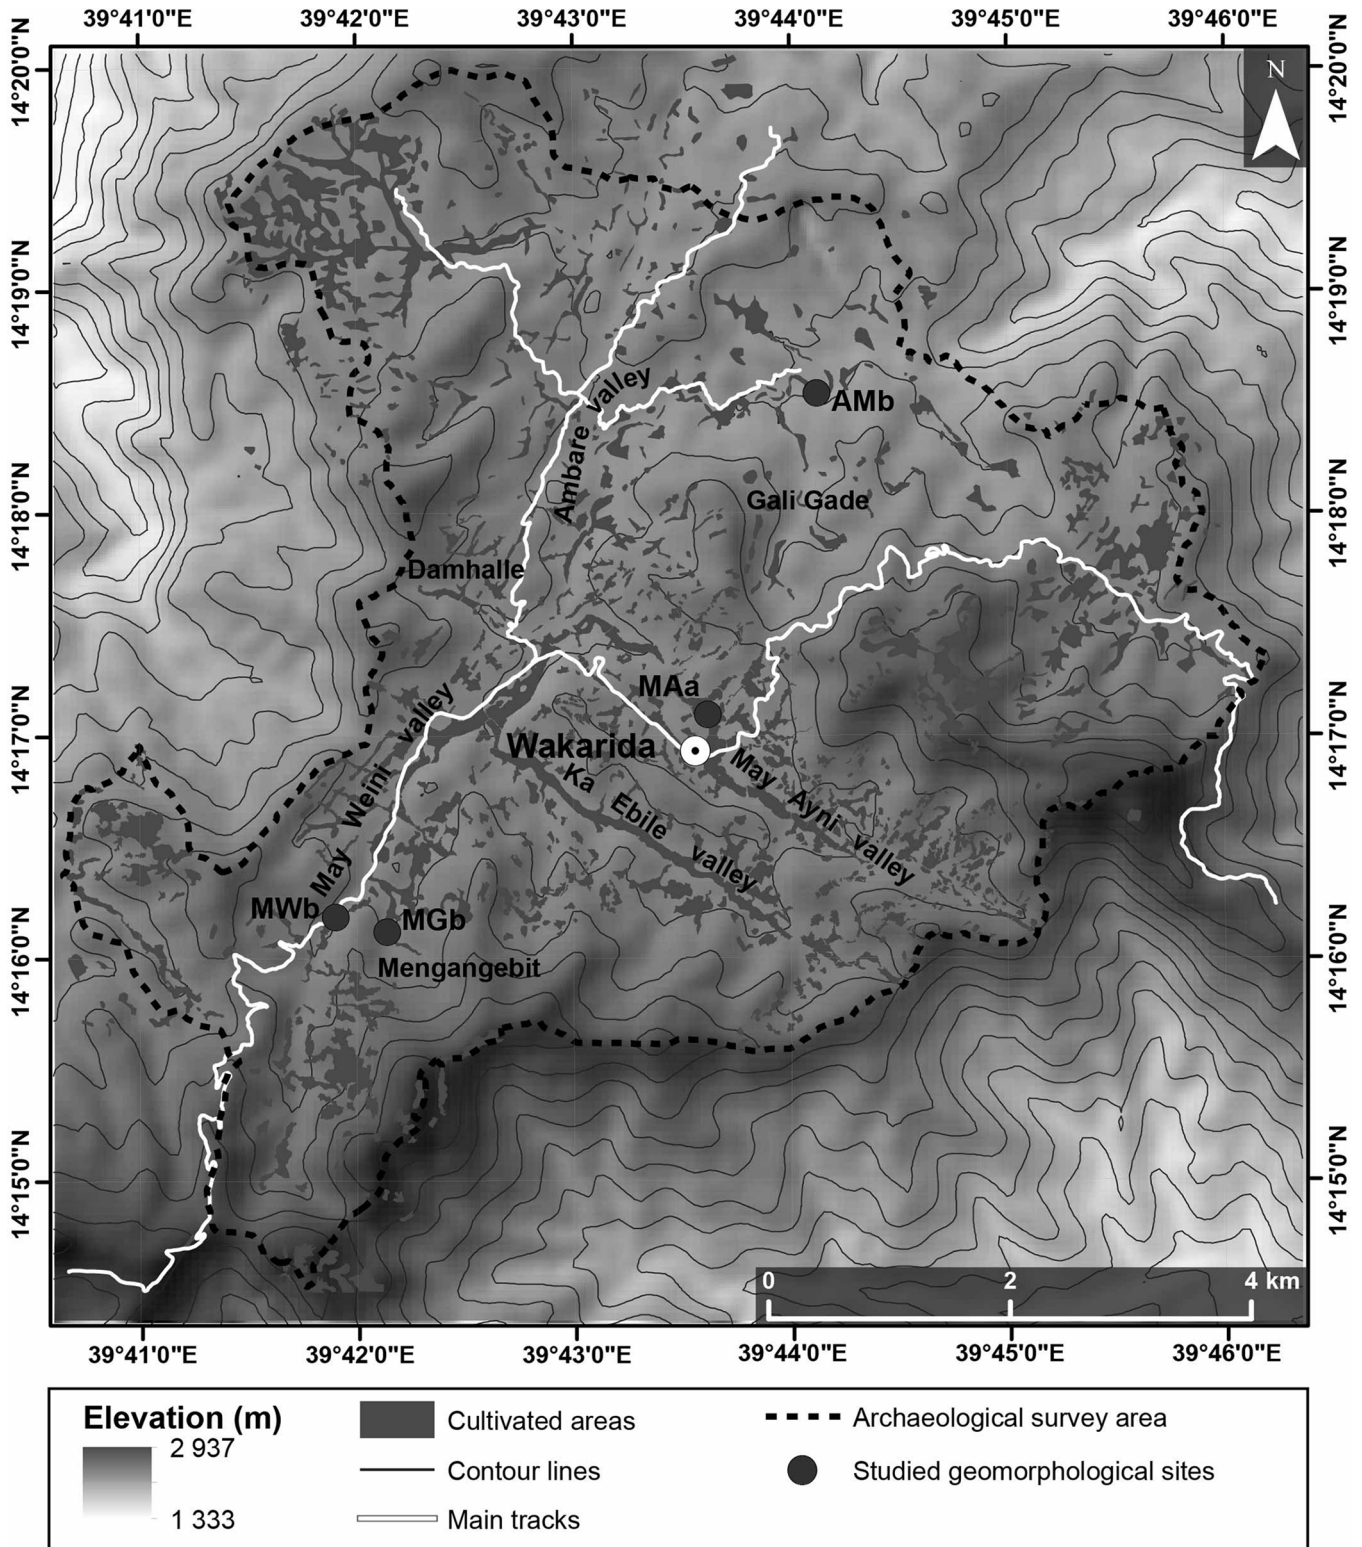 39°41'0"E 39°42'0"E 39°43'0"E 39°44'0"E 39°45'0"E 39°46'0"E
14°20'0"N
14°20'0"N
N
14°19'0"N
14°19'0"N
AMb
Ambare valley
Gali Gade
14°18'0"N
14°18'0"N
Damhalle
MAa
14°17'0"N
14°17'0"N
Wakarida
May Weini valley
Ka Ebile valley
May Ayni valley
MWb
MGb
Mengangebit
14°16'0"N
14°16'0"N
14°15'0"N
14°15'0"N
0 2 4 km
39°41'0"E 39°42'0"E 39°43'0"E 39°44'0"E 39°45'0"E 39°46'0"E
Elevation (m)
2 937
1 333
Cultivated areas
Contour lines
Main tracks
Archaeological survey area
Studied geomorphological sites